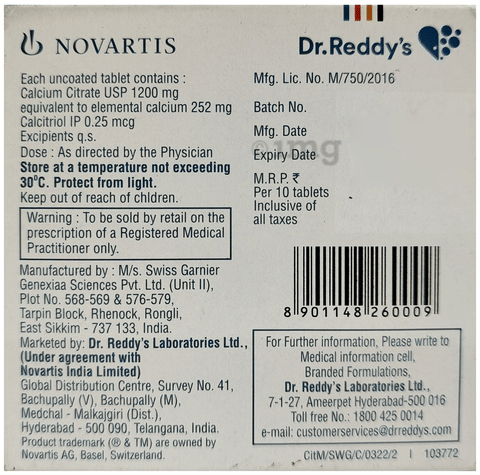 NOVARTIS
Dr.Reddy's
Each uncoated tablet contains :
Calcium Citrate USP 1200 mg
equivalent to elemental calcium 252 mg
Calcitriol IP 0.25 mcg
Excipients q.s.
Dose : As directed by the Physician
Store at a temperature not exceeding
30°C. Protect from light.
Keep out of reach of children.
Warning : To be sold by retail on the
prescription of a Registered Medical
Practitioner only.
Manufactured by : M/s. Swiss Garnier
Genexiaa Sciences Pvt. Ltd. (Unit II),
Plot No. 568-569 & 576-579,
Tarpin Block, Rhenock, Rongli,
East Sikkim - 737 133, India.
Marketed by: Dr. Reddy's Laboratories Ltd.,
(Under agreement with
Novartis India Limited)
Global Distribution Centre, Survey No. 41,
Bachupally (V), Bachupally (M),
Medchal - Malkajgiri (Dist.),
Hyderabad - 500 090, Telangana, India.
Product trademark (® & TM) are owned by
Novartis AG, Basel, Switzerland.
Mfg. Lic. No. M/750/2016
Batch No.
Mfg. Date
1mg
Expiry Date
M.R.P. ₹
Per 10 tablets
Inclusive of
all taxes
8 901148 260009
For Further information, Please write to
Medical information cell,
Branded Formulations,
Dr. Reddy's Laboratories Ltd.,
7-1-27, Ameerpet Hyderabad-500 016
Toll free No.: 1800 425 0014
e-mail: customerservices@drreddys.com
CitM/SWG/C/0322/2 | 103772